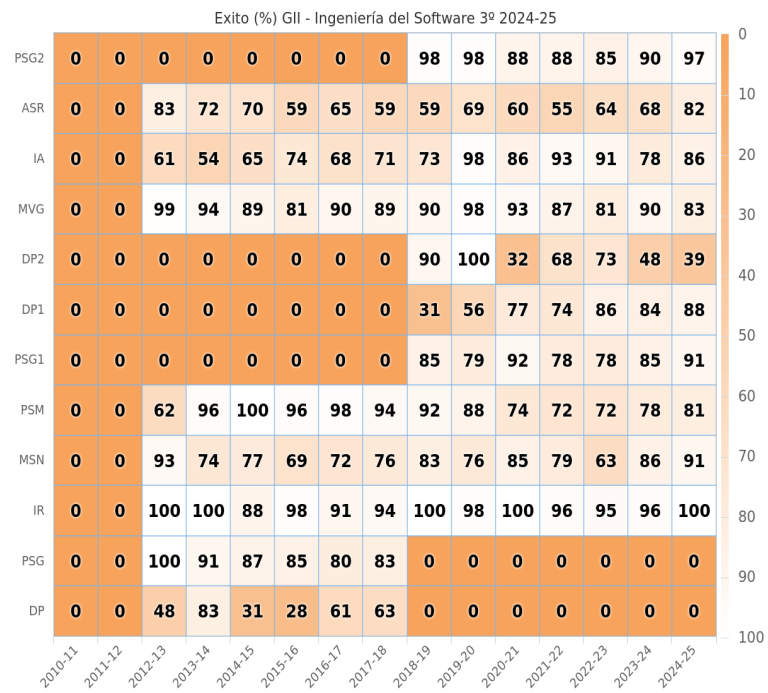 Exito (%) GII - Ingeniería del Software 3º 2024-25
PSG2 0 0 0 0 0 0 0 0 98 98 88 88 85 90 97
ASR 0 0 83 72 70 59 65 59 59 69 60 55 64 68 82
IA 0 0 61 54 65 74 68 71 73 98 86 93 91 78 86
MVG 0 0 99 94 89 81 90 89 90 98 93 87 81 90 83
DP2 0 0 0 0 0 0 0 0 90 100 32 68 73 48 39
DP1 0 0 0 0 0 0 0 0 31 56 77 74 86 84 88
PSG1 0 0 0 0 0 0 0 0 85 79 92 78 78 85 91
PSM 0 0 62 96 100 96 98 94 92 88 74 72 72 78 81
MSN 0 0 93 74 77 69 72 76 83 76 85 79 63 86 91
IR 0 0 100 100 88 98 91 94 100 98 100 96 95 96 100
PSG 0 0 100 91 87 85 80 83 0 0 0 0 0 0 0
DP 0 0 48 83 31 28 61 63 0 0 0 0 0 0 0
2010-11 2011-12 2012-13 2013-14 2014-15 2015-16 2016-17 2017-18 2018-19 2019-20 2020-21 2021-22 2022-23 2023-24 2024-25
0
10
20
30
40
50
60
70
80
90
100